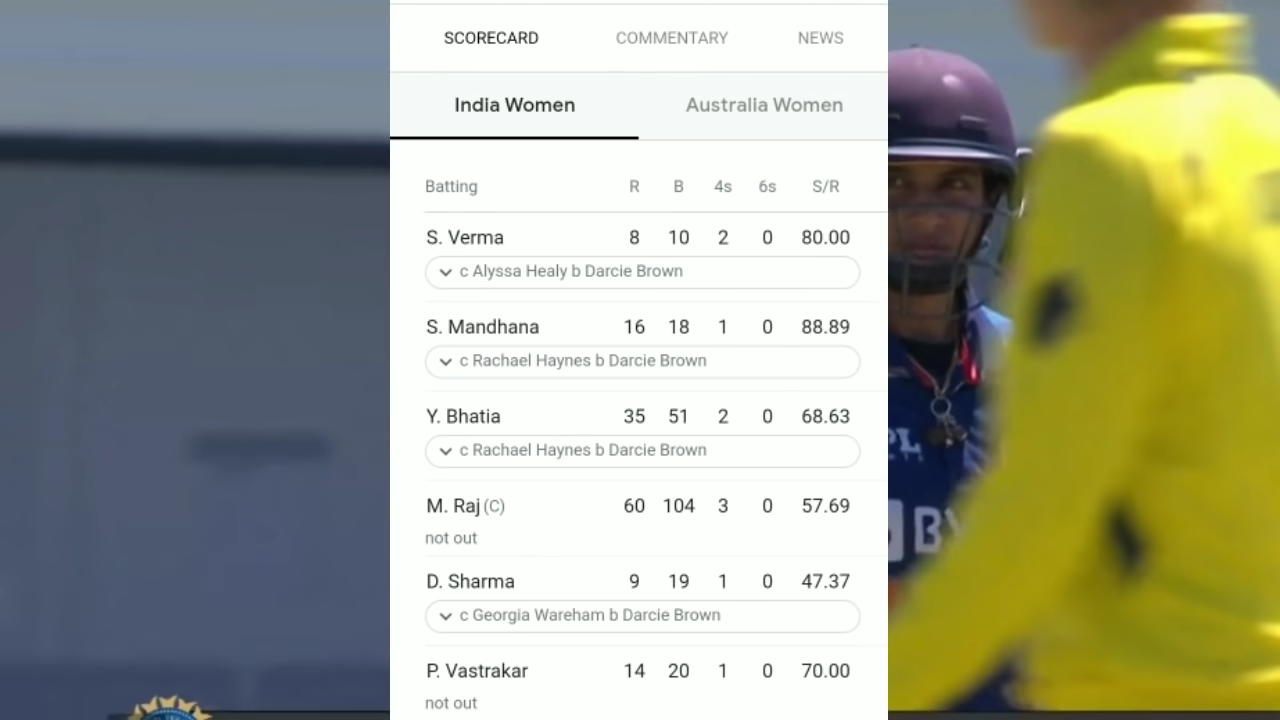 SCORECARD COMMENTARY NEWS
India Women Australia Women
Batting R B 4s 6s S/R
S. Verma 8 10 2 0 80.00
c Alyssa Healy b Darcie Brown
S. Mandhana 16 18 1 0 88.89
c Rachael Haynes b Darcie Brown
Y. Bhatia 35 51 2 0 68.63
c Rachael Haynes b Darcie Brown
M. Raj (C) 60 104 3 0 57.69
not out
D. Sharma 9 19 1 0 47.37
c Georgia Wareham b Darcie Brown
P. Vastrakar 14 20 1 0 70.00
not out